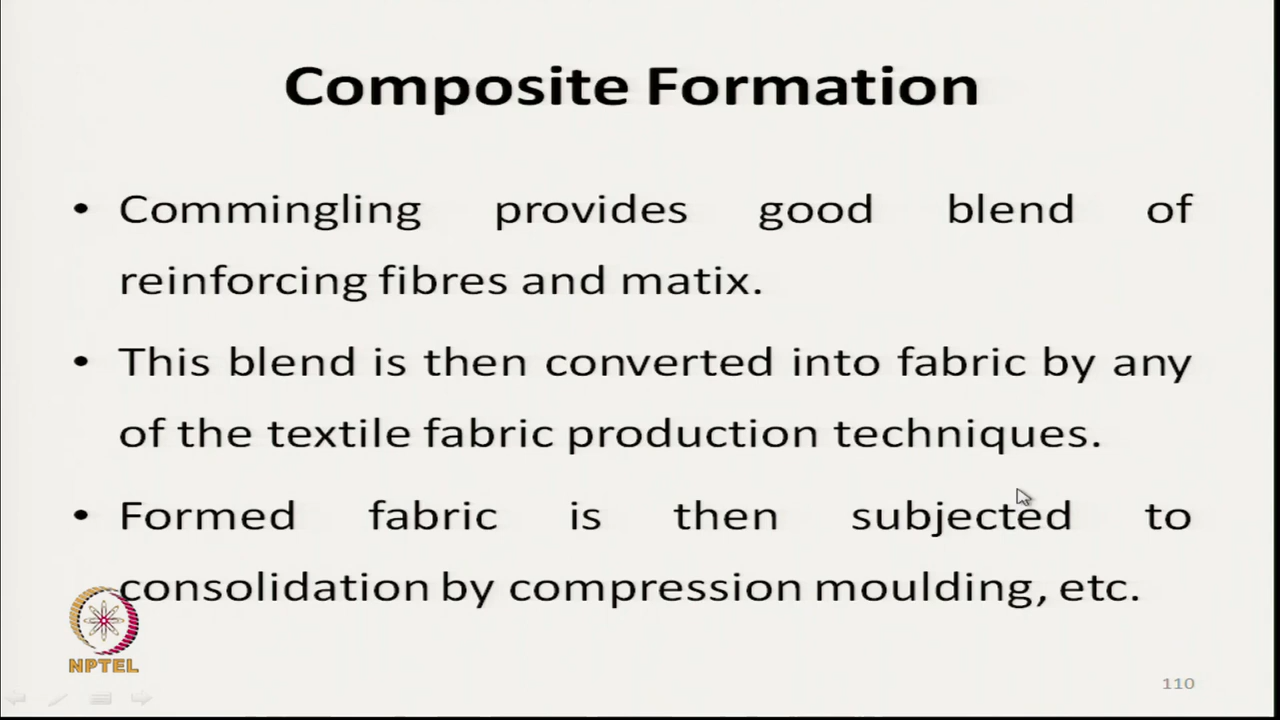 Composite Formation
• Commingling provides good blend of
reinforcing fibres and matix.
• This blend is then converted into fabric by any
of the textile fabric production techniques.
• Formed fabric is then subjected to
consolidation by compression moulding, etc.
NPTEL
110